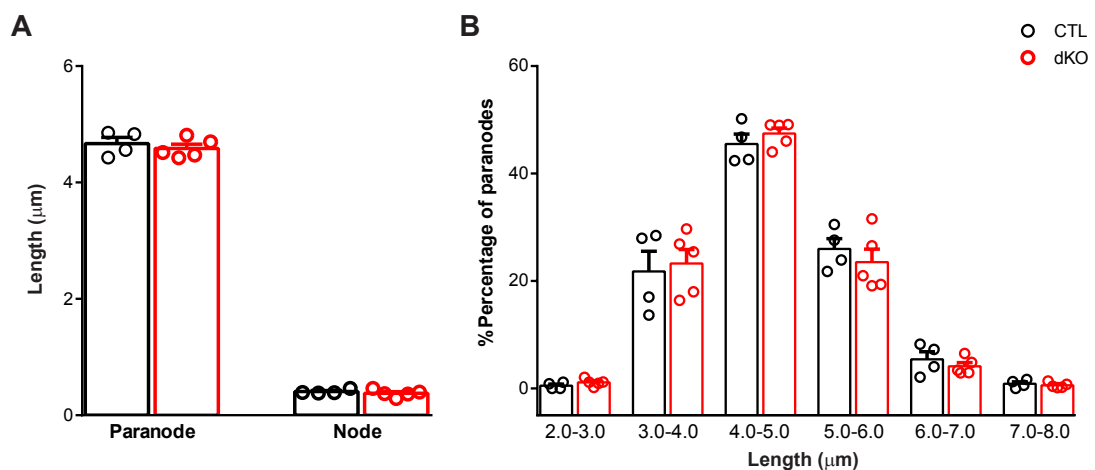 A
Length (μm)
6
4
2
0
Paranode Node
B
CTL
dKO
%Percentage of paranodes
60
40
20
0
2.0-3.0 3.0-4.0 4.0-5.0 5.0-6.0 6.0-7.0 7.0-8.0
Length (μm)